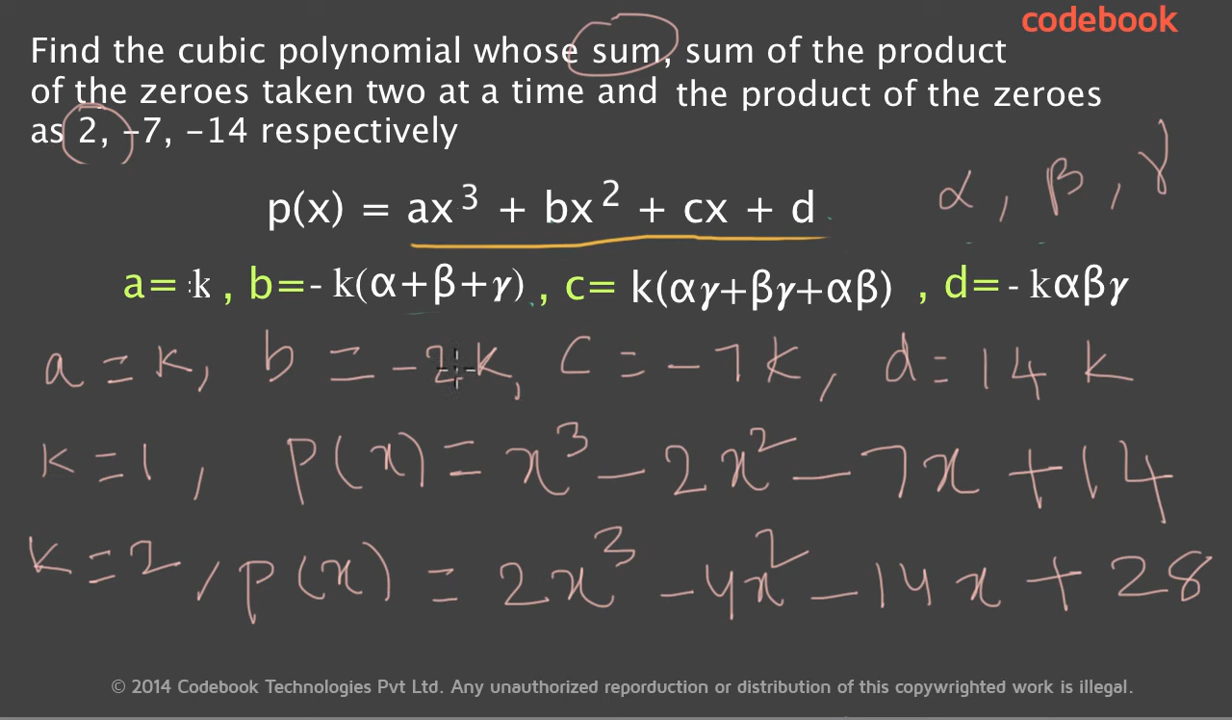 codebook
Find the cubic polynomial whose sum, sum of the product
of the zeroes taken two at a time and the product of the zeroes
as 2, -7, -14 respectively
p(x) = ax³ + bx² + cx + d
α, β, γ
a= k , b=- k(α+β+γ) , c= k(αγ+βγ+αβ) , d=- kαβγ
a = k, b = -2k, c = -7k, d = 14 k
k=1, p(x) = x³ - 2x² - 7x + 14
k=2, p(x) = 2x³ - 4x² - 14x + 28
© 2014 Codebook Technologies Pvt Ltd. Any unauthorized reporduction or distribution of this copywrighted work is illegal.